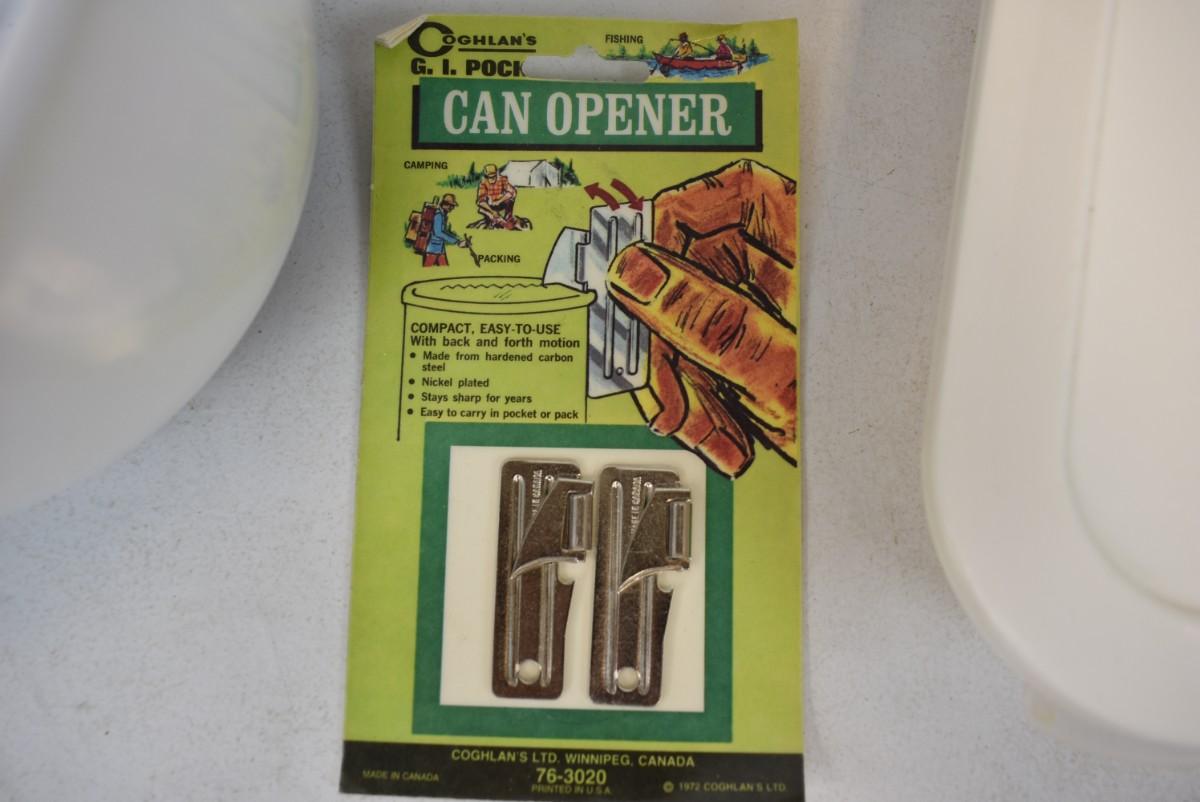 COGHLAN'S
FISHING
G. I. POCK
CAN OPENER
CAMPING
PACKING
COMPACT, EASY-TO-USE
With back and forth motion
• Made from hardened carbon
steel
• Nickel plated
• Stays sharp for years
• Easy to carry in pocket or pack
COGHLAN'S LTD. WINNIPEG, CANADA
MADE IN CANADA
76-3020
PRINTED IN U.S.A.
© 1972 COGHLAN'S LTD.